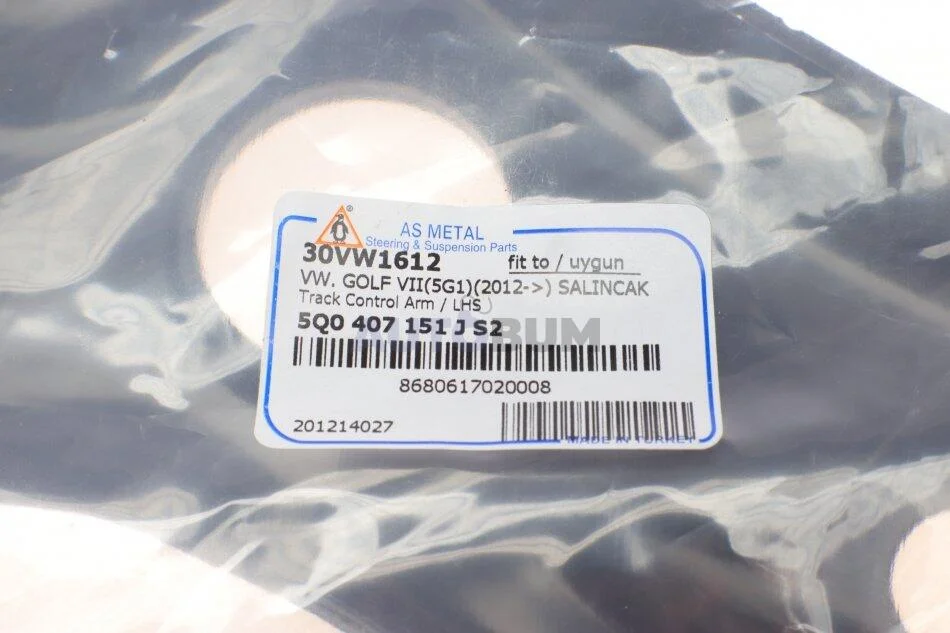 ®
AS METAL
Steering & Suspension Parts
30VW1612 fit to / uygun
VW. GOLF VII(5G1)(2012->) SALINCAK
Track Control Arm / LHS
5Q0 407 151 J S2
AUTOBUM
8680617020008
201214027
MADE IN TURKEY